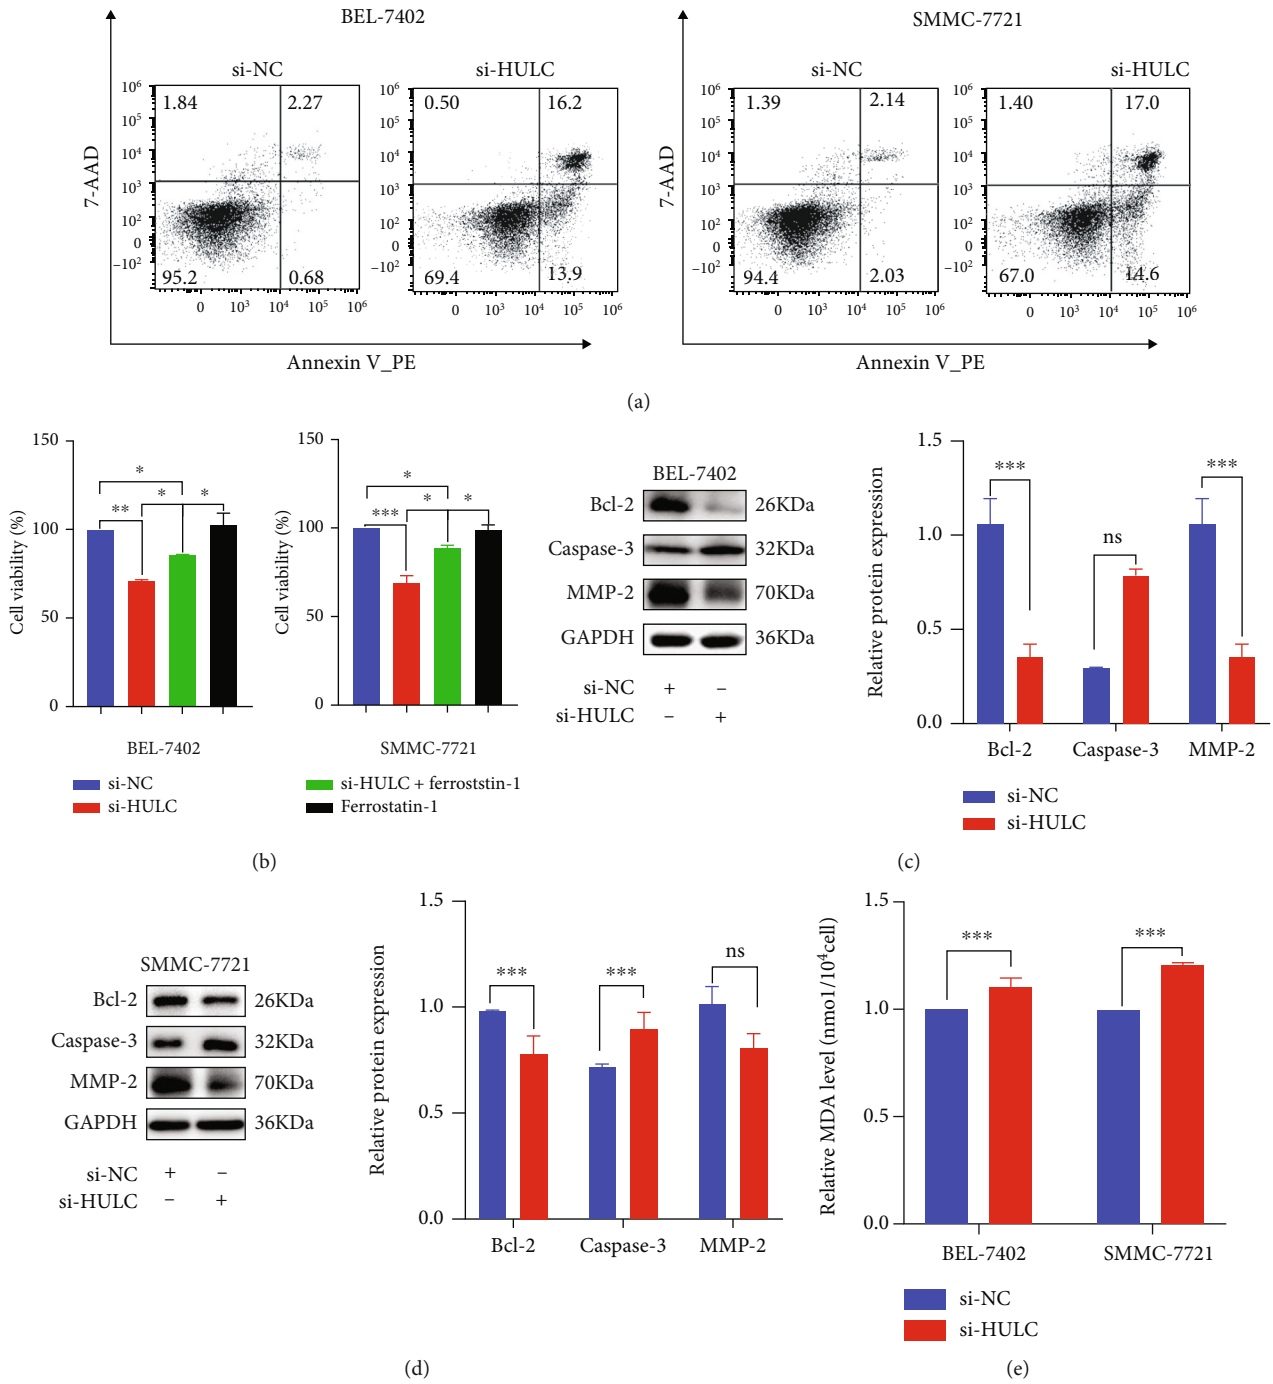 BEL-7402
SMMC-7721
si-NC
si-HULC
si-NC
si-HULC
7-AAD
10⁶
10⁵
10⁴
10³
10²
0
−10²
1.84
2.27
95.2
0.68
0 10³ 10⁴ 10⁵ 10⁶
10⁶
10⁵
10⁴
10³
10²
0
−10²
0.50
16.2
69.4
13.9
0 10³ 10⁴ 10⁵ 10⁶
Annexin V_PE
7-AAD
10⁶
10⁵
10⁴
10³
10²
0
−10²
1.39
2.14
94.4
2.03
0 10³ 10⁴ 10⁵ 10⁶
10⁶
10⁵
10⁴
10³
10²
0
−10²
1.40
17.0
67.0
14.6
0 10³ 10⁴ 10⁵ 10⁶
Annexin V_PE
(a)
Cell viability (%)
150
100
50
0
*
**
*
*
BEL-7402
Cell viability (%)
150
100
50
0
*
***
*
*
SMMC-7721
si-NC
si-HULC
si-HULC + ferroststin-1
Ferrostatin-1
(b)
BEL-7402
Bcl-2 26KDa
Caspase-3 32KDa
MMP-2 70KDa
GAPDH 36KDa
si-NC + −
si-HULC − +
Relative protein expression
1.5
1.0
0.5
0.0
***
ns
***
Bcl-2 Caspase-3 MMP-2
si-NC
si-HULC
(c)
SMMC-7721
Bcl-2 26KDa
Caspase-3 32KDa
MMP-2 70KDa
GAPDH 36KDa
si-NC + −
si-HULC − +
Relative protein expression
1.5
1.0
0.5
0.0
***
***
ns
Bcl-2 Caspase-3 MMP-2
(d)
Relative MDA level (nmo1/10⁴cell)
1.5
1.0
0.5
0.0
***
***
BEL-7402 SMMC-7721
si-NC
si-HULC
(e)